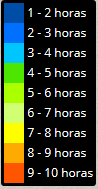 1 - 2 horas
2 - 3 horas
3 - 4 horas
4 - 5 horas
5 - 6 horas
6 - 7 horas
7 - 8 horas
8 - 9 horas
9 - 10 horas